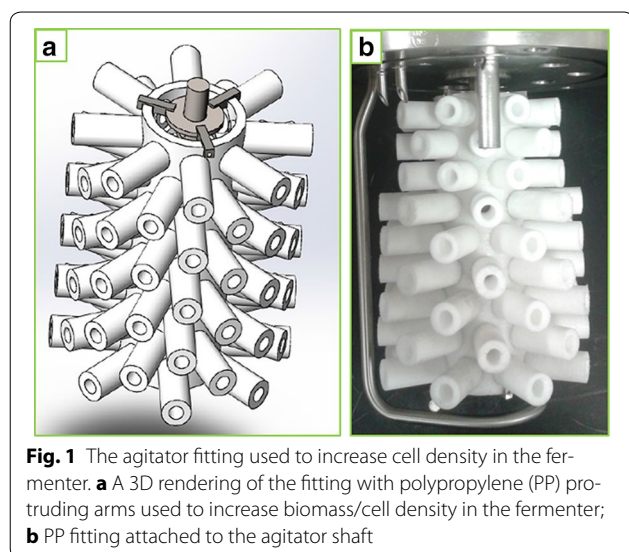 a
b
Fig. 1 The agitator fitting used to increase cell density in the fer-
menter. a A 3D rendering of the fitting with polypropylene (PP) pro-
truding arms used to increase biomass/cell density in the fermenter;
b PP fitting attached to the agitator shaft